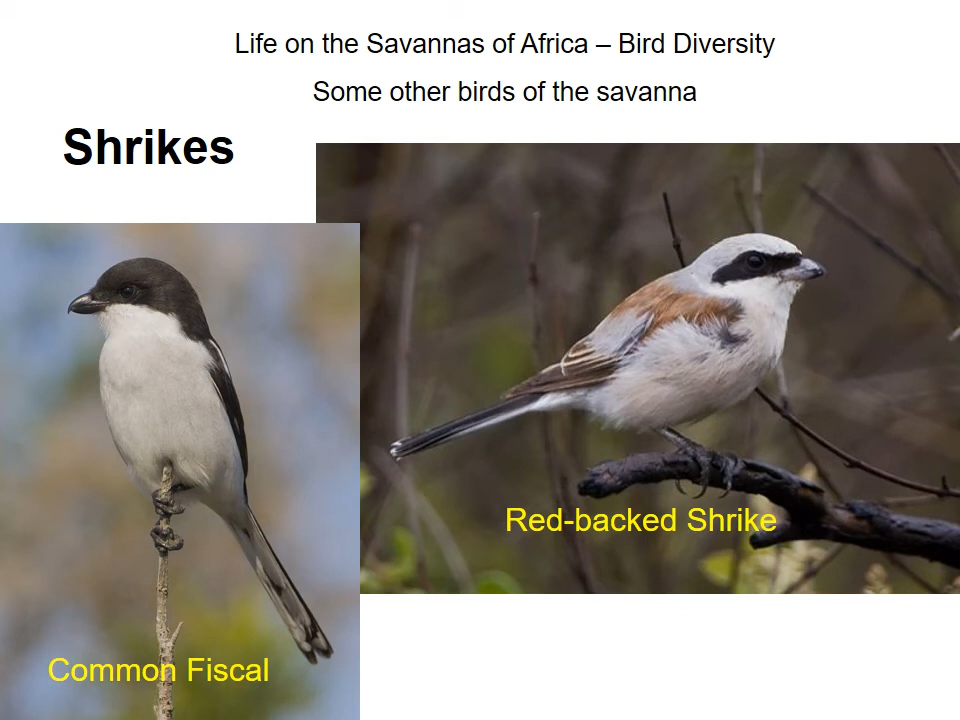 Life on the Savannas of Africa – Bird Diversity
Some other birds of the savanna
Shrikes
Red-backed Shrike
Common Fiscal